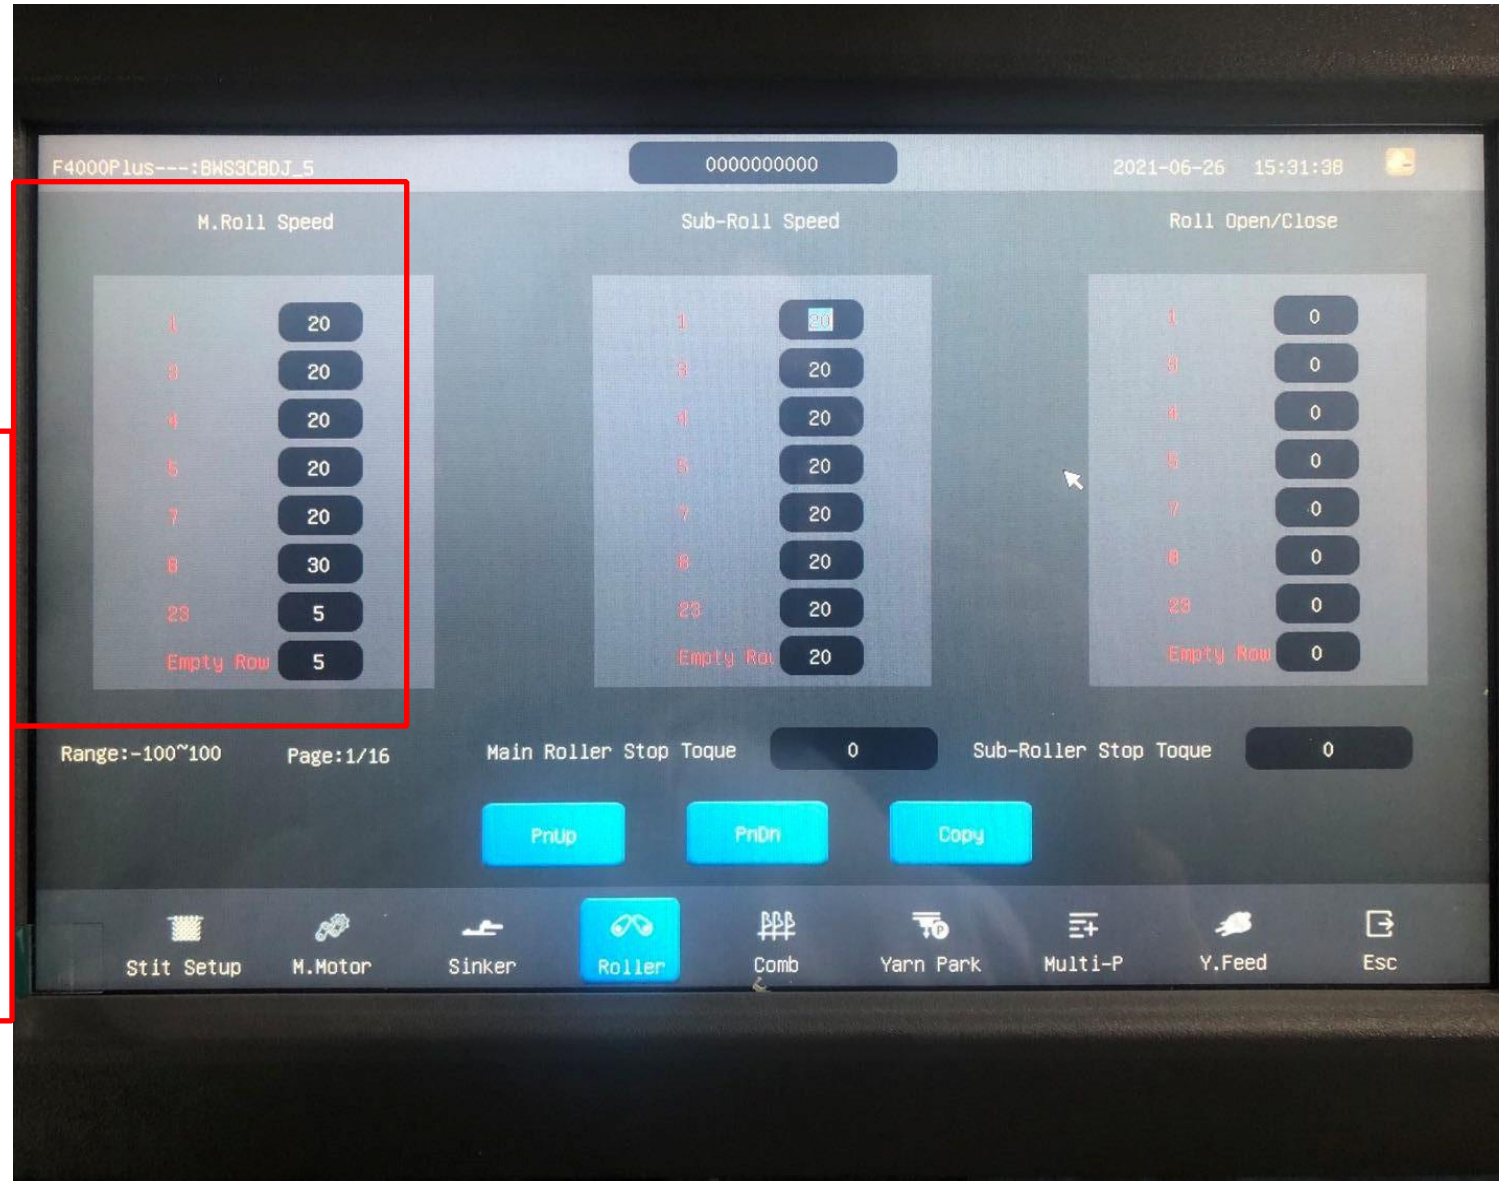 F4000Plus---:BWS3CBDJ_5 0000000000 2021-06-26 15:31:38
M.Roll Speed Sub-Roll Speed Roll Open/Close
1 20 1 20 1 0
3 20 3 20 3 0
4 20 4 20 4 0
5 20 5 20 5 0
7 20 7 20 7 0
8 30 8 20 8 0
23 5 23 20 23 0
Empty Row 5 Empty Row 20 Empty Row 0
Range:-100~100 Page:1/16 Main Roller Stop Toque 0 Sub-Roller Stop Toque 0
PnUp PnDn Copy
Stit Setup M.Motor Sinker Roller Comb Yarn Park Multi-P Y.Feed Esc